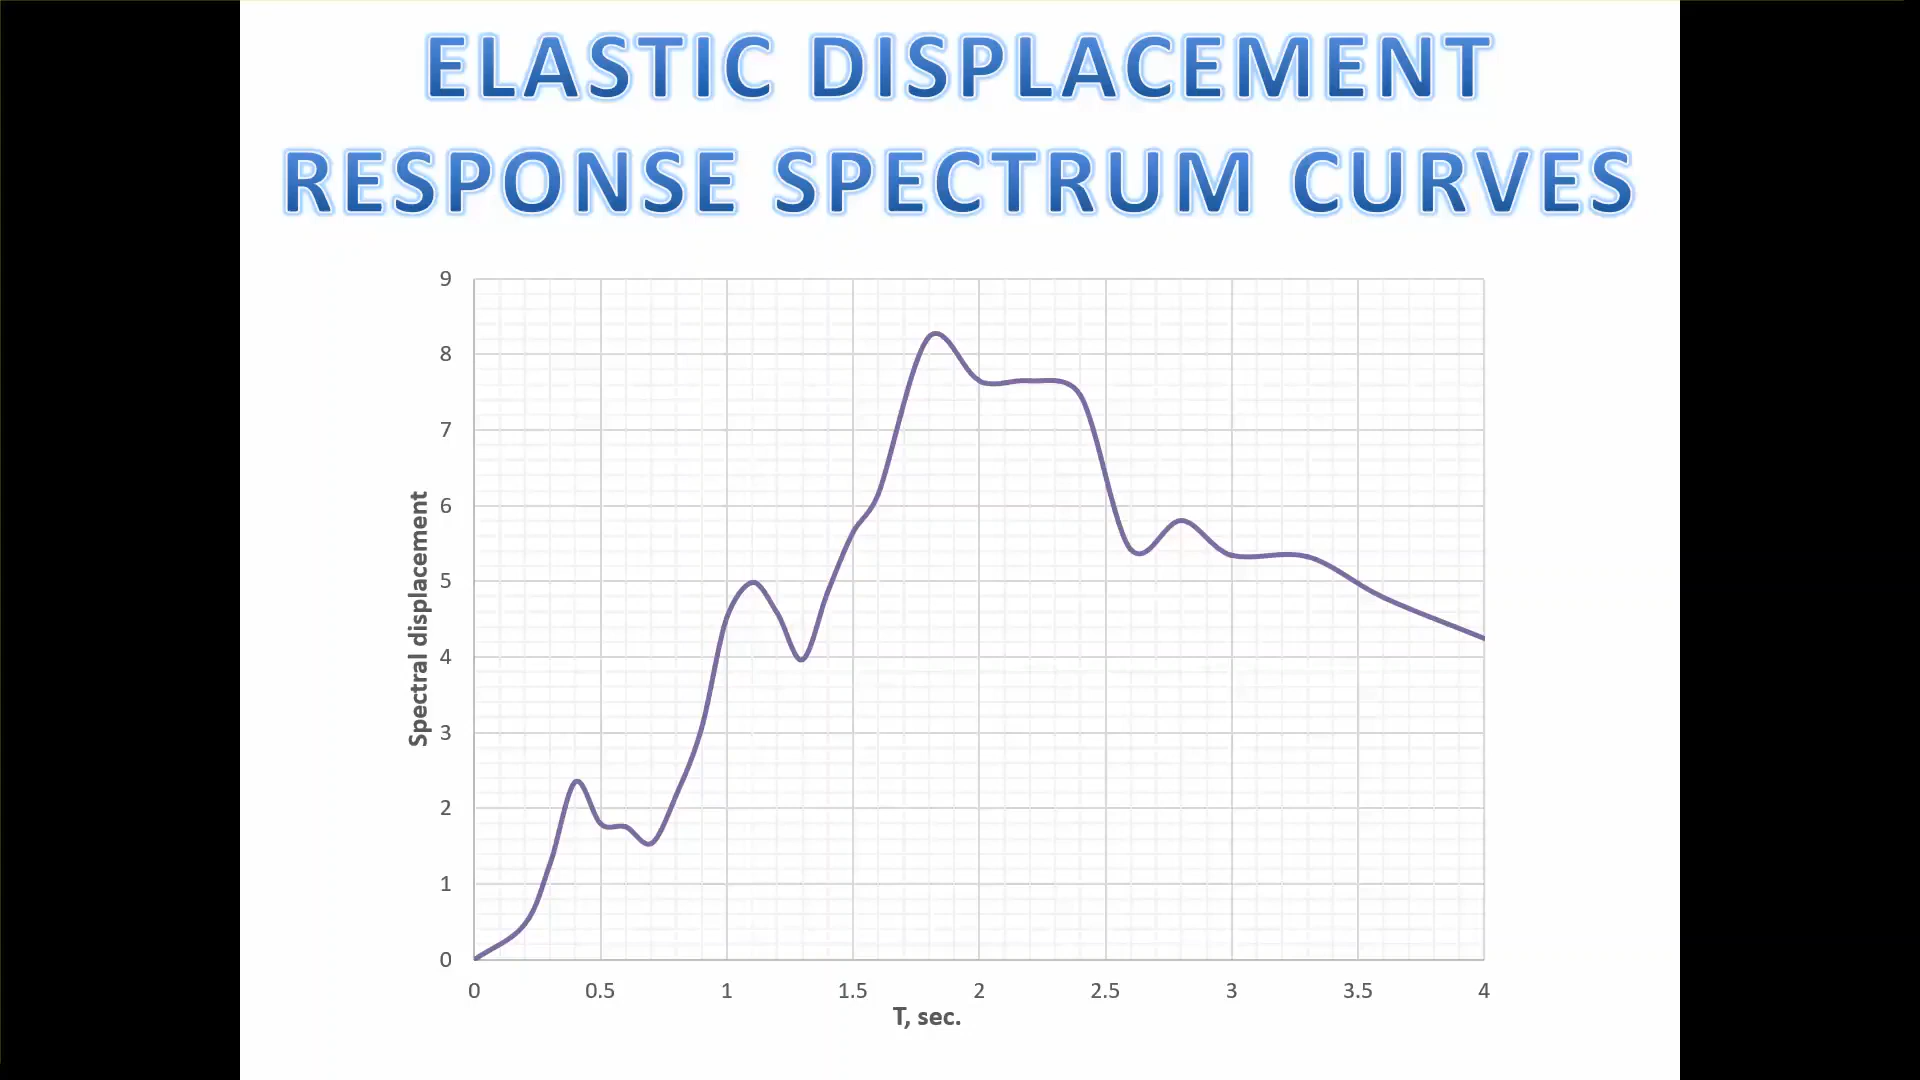 ELASTIC DISPLACEMENT
RESPONSE SPECTRUM CURVES
9
8
7
6
5
4
3
2
1
0
Spectral displacement
0 0.5 1 1.5 2 2.5 3 3.5 4
T, sec.